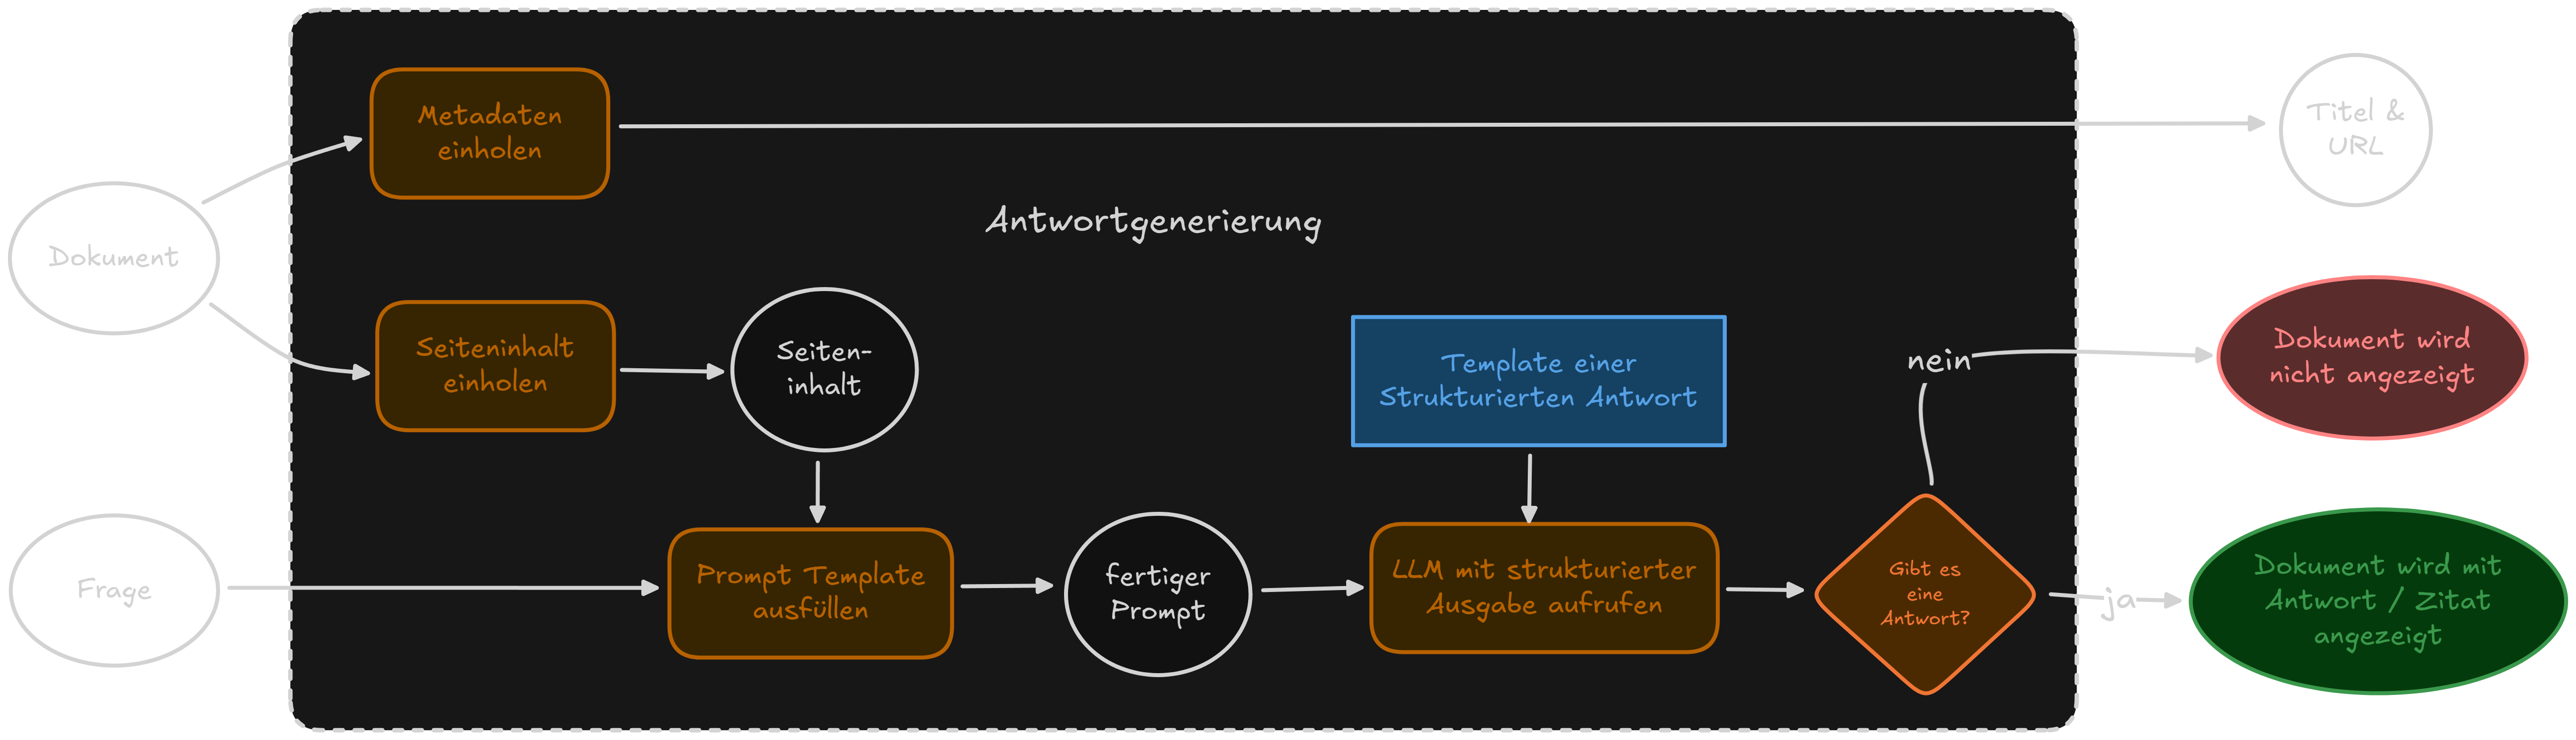 Metadaten
einholen
Titel &
URL
Antwortgenerierung
Dokument
Seiteninhalt
einholen
Seiten-
inhalt
Template einer
Strukturierten Antwort
nein
Dokument wird
nicht angezeigt
Frage
Prompt Template
ausfüllen
fertiger
Prompt
LLM mit strukturierter
Ausgabe aufrufen
Gibt es
eine
Antwort?
ja
Dokument wird mit
Antwort / Zitat
angezeigt